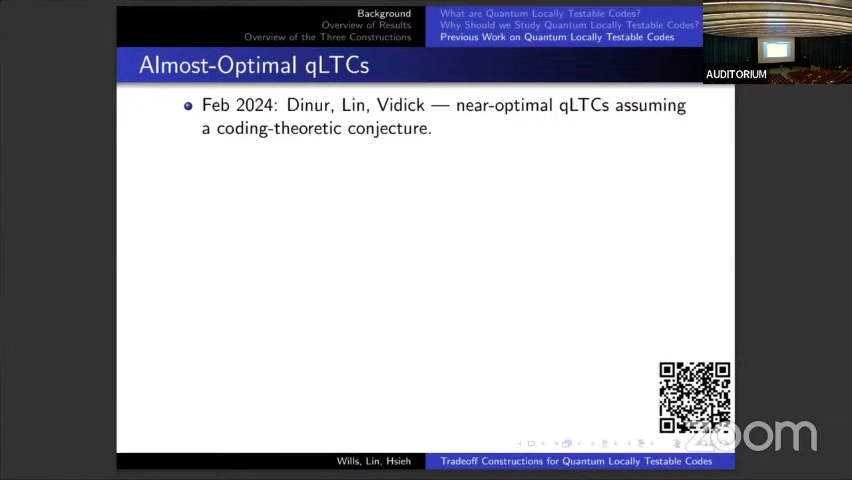 Background
Overview of Results
Overview of the Three Constructions
What are Quantum Locally Testable Codes?
Why Should we Study Quantum Locally Testable Codes?
Previous Work on Quantum Locally Testable Codes
AUDITORIUM
Almost-Optimal qLTCs
Feb 2024: Dinur, Lin, Vidick — near-optimal qLTCs assuming
a coding-theoretic conjecture.
zoom
Wills, Lin, Hsieh
Tradeoff Constructions for Quantum Locally Testable Codes